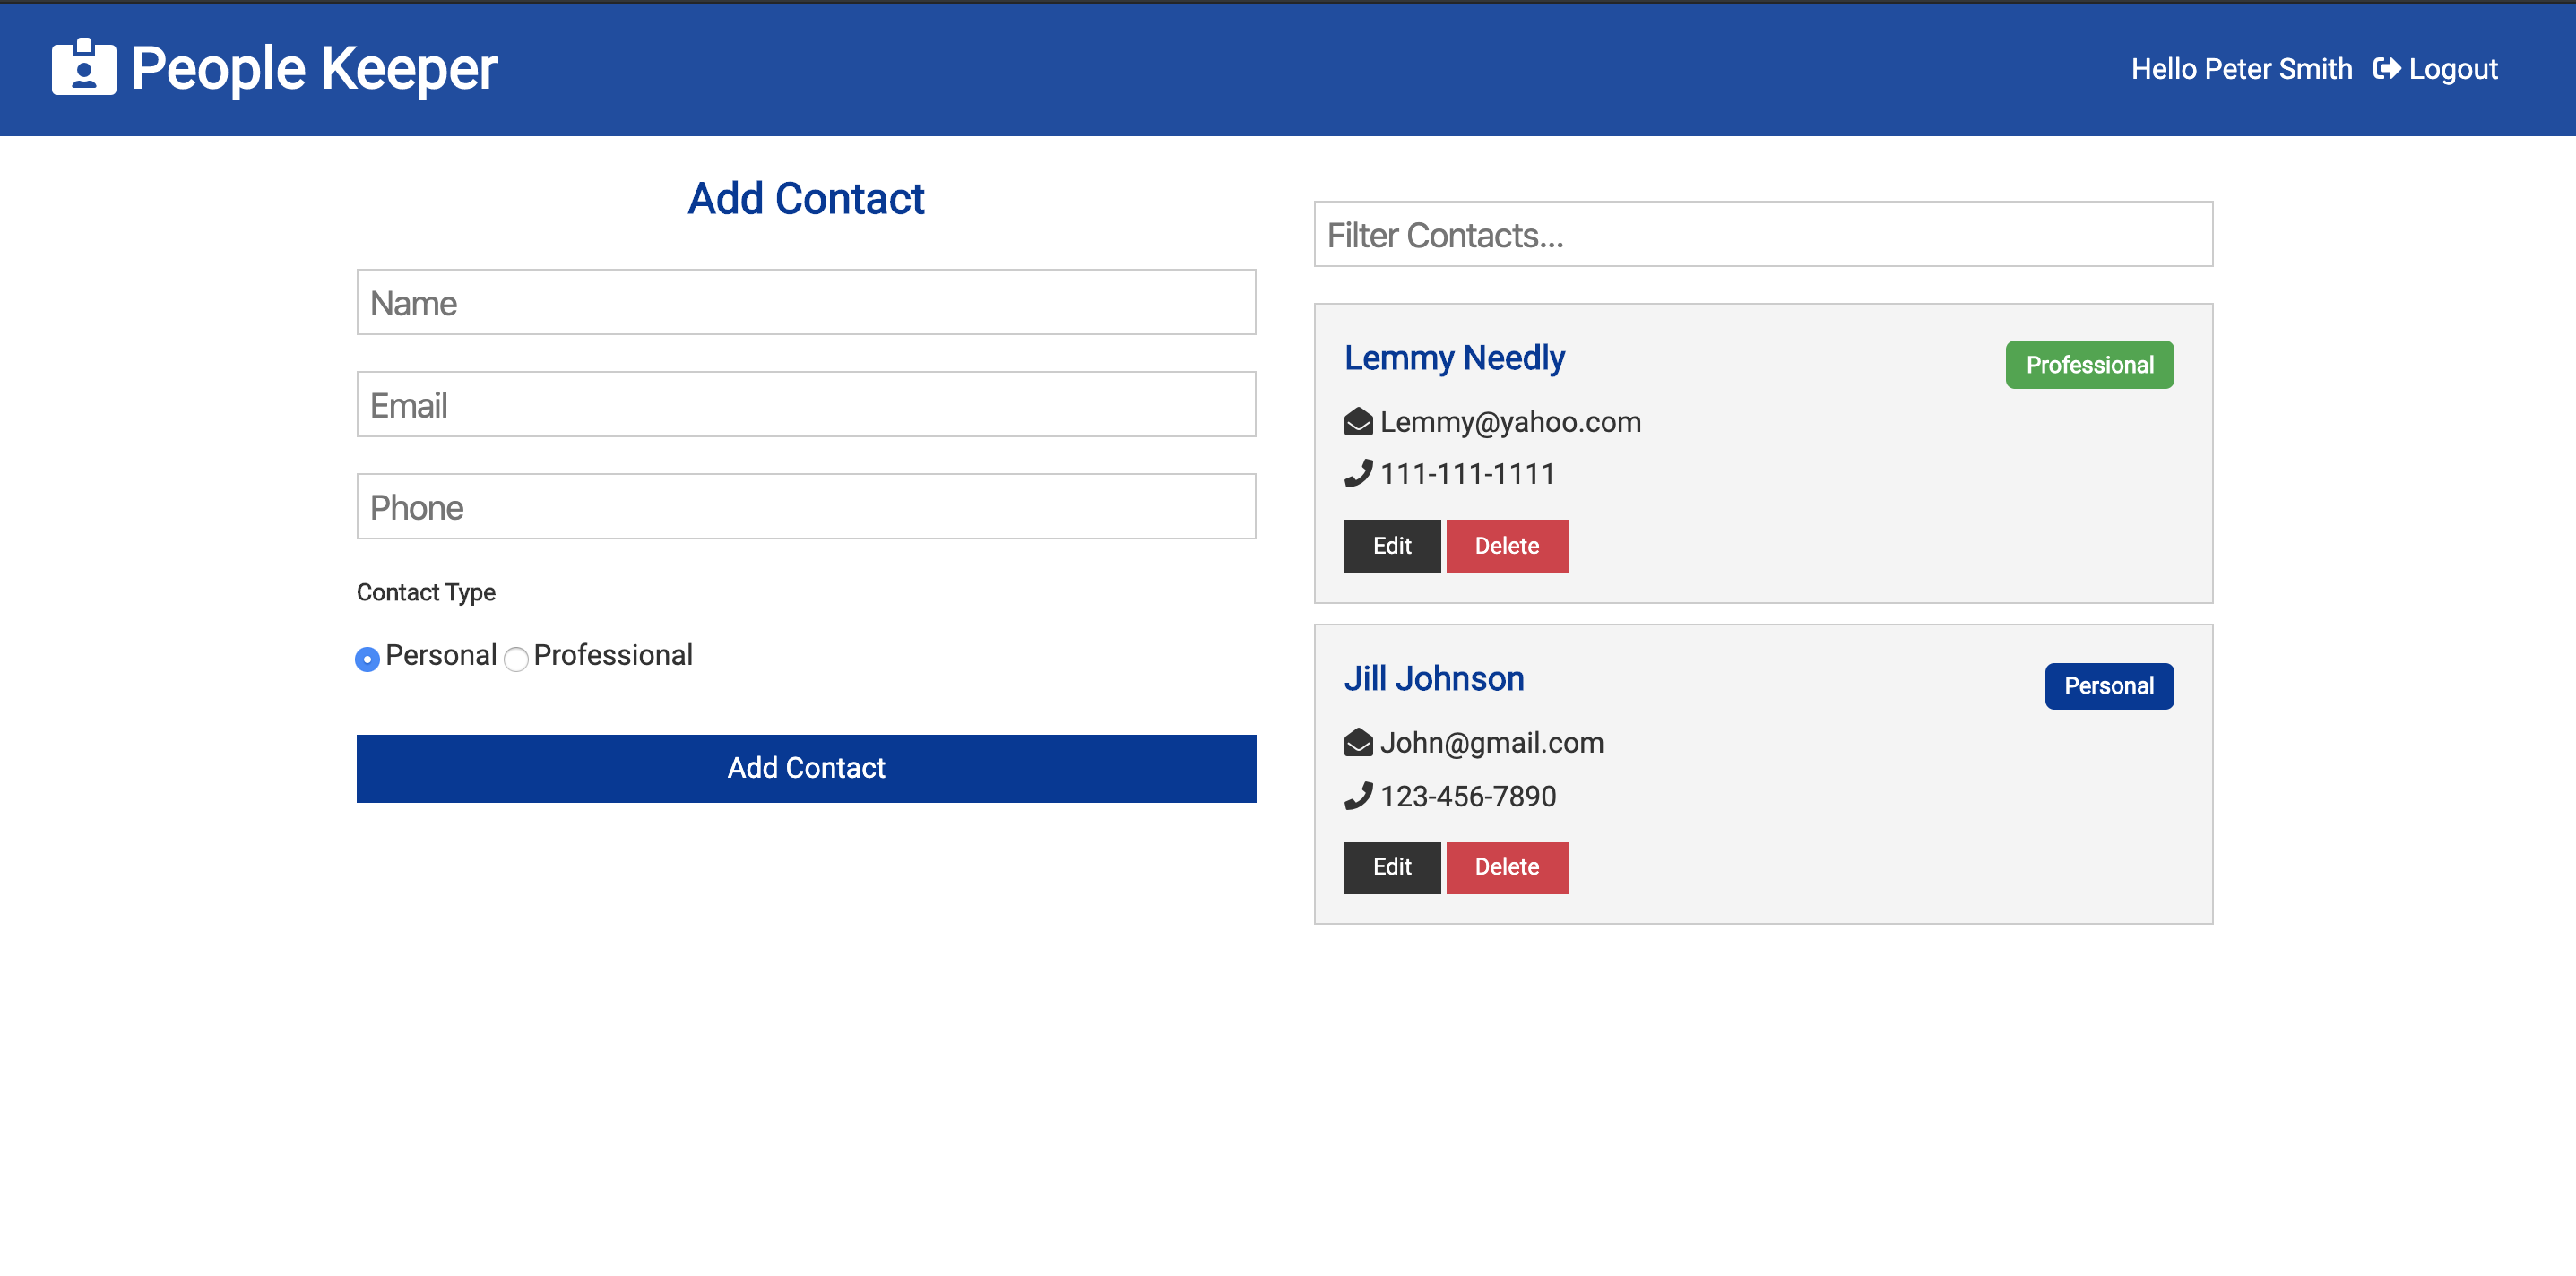 People Keeper
Hello Peter Smith Logout
Add Contact
Name
Email
Phone
Contact Type
Personal Professional
Add Contact
Filter Contacts...
Lemmy Needly
Professional
Lemmy@yahoo.com
111-111-1111
Edit Delete
Jill Johnson
Personal
John@gmail.com
123-456-7890
Edit Delete